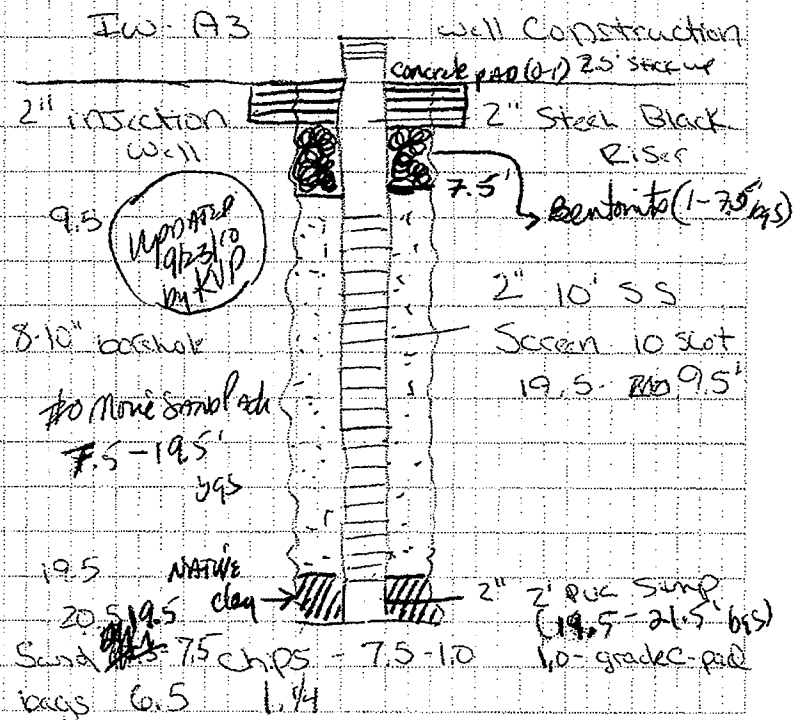 IW-A3 Well Construction
concrete pad (0-1) 2.5' stick up
2" injection 2" Steel Black
well Riser
7.5' Bentonite (1-7.5' bgs)
9.5
UPDATED
9/23/10
by KVP
2" 10' SS
8-10" borehole Screen 10 slot
19.5- 9.5'
#0 Morie Sand Pack
7.5-19.5'
bgs
19.5 NATIVE
clay 2" 2' PVC Sump
20.5 19.5 (19.5-21.5' bgs)
Sand 7.5 chips - 7.5-1.0 1.0-grade C-pad
bags 6.5 1.1/4